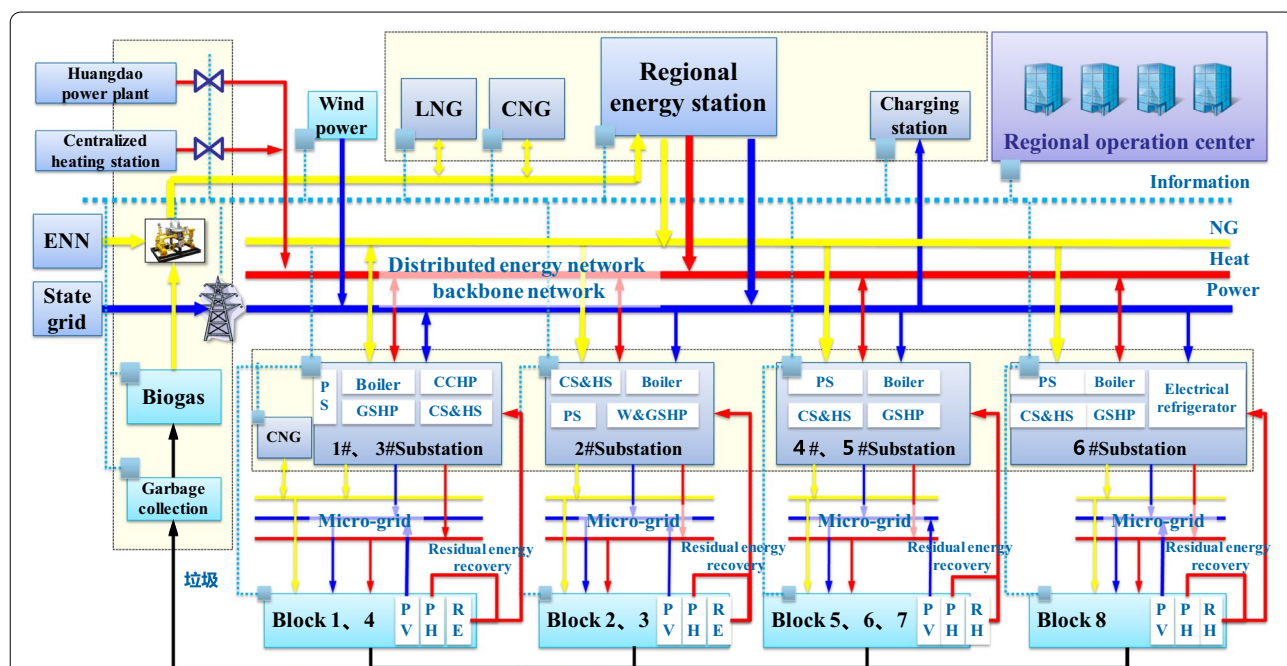 Huangdao
power plant
Centralized
heating station
Wind
power
LNG
CNG
Regional
energy station
Charging
station
Regional operation center
Information
ENN
NG
Heat
Distributed energy network
backbone network
Power
State
grid
Biogas
Garbage
collection
垃圾
P
S
Boiler
CCHP
GSHP
CS&HS
CNG
1#、 3#Substation
CS&HS
Boiler
PS
W&GSHP
2#Substation
PS
Boiler
CS&HS
GSHP
4#、 5#Substation
PS
Boiler
Electrical
refrigerator
CS&HS
GSHP
6#Substation
Micro-grid
Residual energy
recovery
Micro-grid
Residual energy
recovery
Micro-grid
Residual energy
recovery
Micro-grid
Residual energy
recovery
Block 1、4
P
V
P
H
R
E
Block 2、3
P
V
P
H
R
E
Block 5、6、7
P
V
P
H
R
H
Block 8
P
V
P
H
R
H